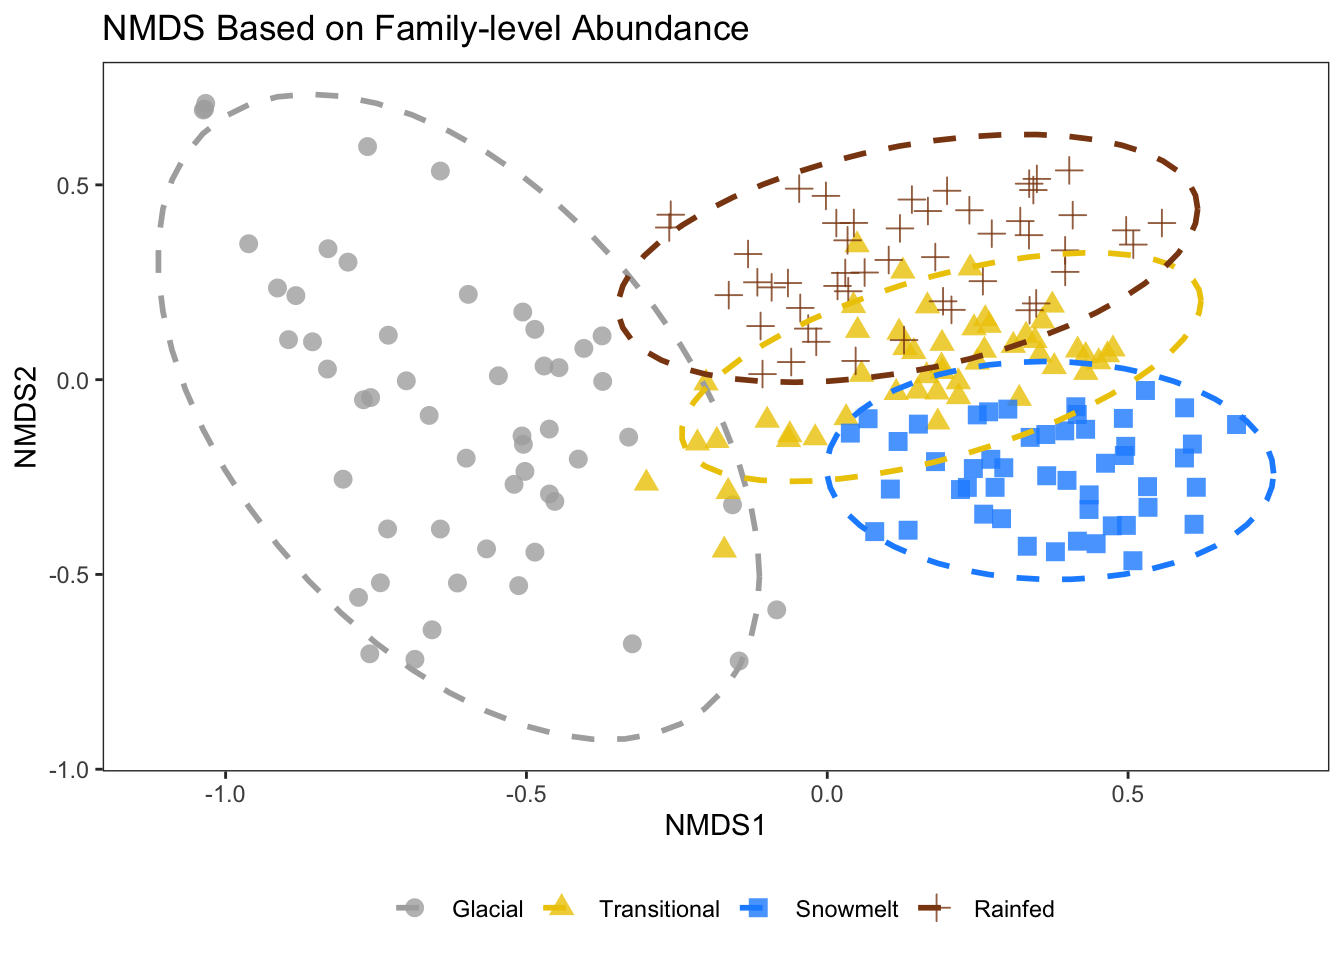 NMDS Based on Family-level Abundance
NMDS2
0.5
0.0
-0.5
-1.0
-1.0 -0.5 0.0 0.5
NMDS1
Glacial Transitional Snowmelt Rainfed